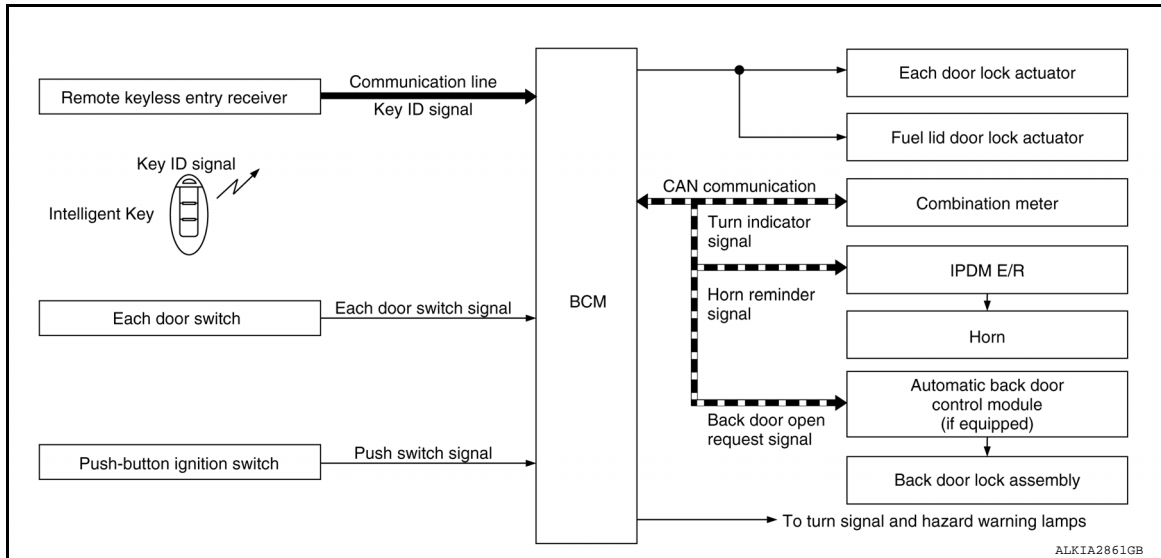 Remote keyless entry receiver
Communication line
Key ID signal
Key ID signal
Intelligent Key
Each door switch
Each door switch signal
Push-button ignition switch
Push switch signal
BCM
Each door lock actuator
Fuel lid door lock actuator
CAN communication
Combination meter
Turn indicator
signal
IPDM E/R
Horn reminder
signal
Horn
Automatic back door
control module
(if equipped)
Back door open
request signal
Back door lock assembly
To turn signal and hazard warning lamps
ALKIA2861GB